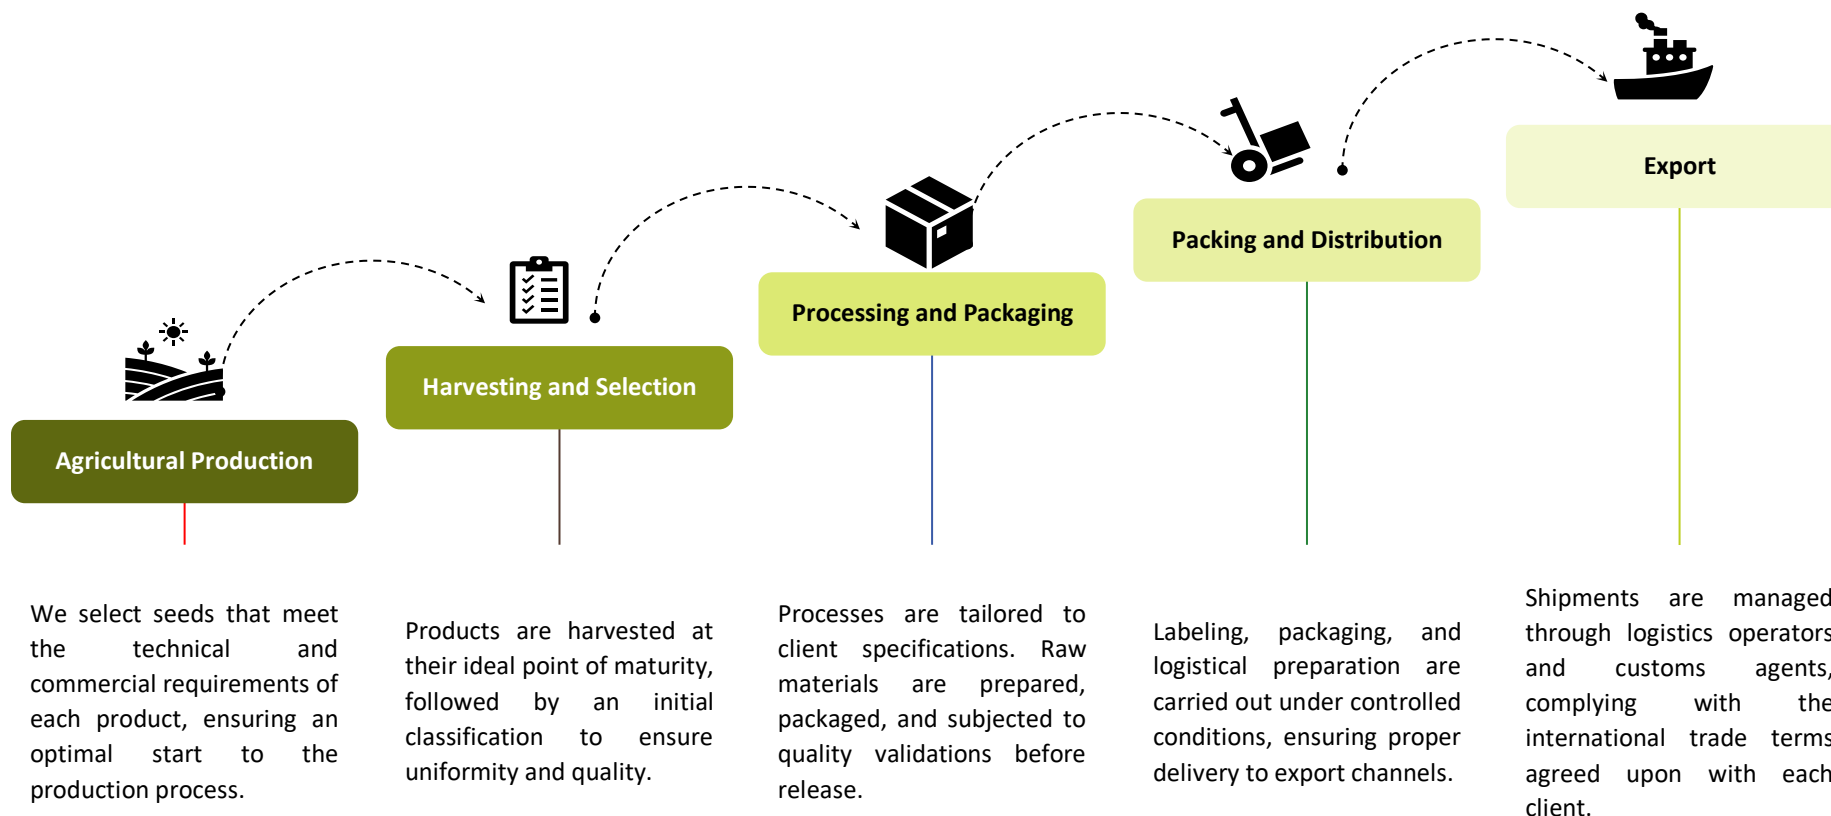 Agricultural Production
We select seeds that meet
the technical and
commercial requirements of
each product, ensuring an
optimal start to the
production process.
Harvesting and Selection
Products are harvested at
their ideal point of maturity,
followed by an initial
classification to ensure
uniformity and quality.
Processing and Packaging
Processes are tailored to
client specifications. Raw
materials are prepared,
packaged, and subjected to
quality validations before
release.
Packing and Distribution
Labeling, packaging, and
logistical preparation are
carried out under controlled
conditions, ensuring proper
delivery to export channels.
Export
Shipments are managed
through logistics operators
and customs agents,
complying with the
international trade terms
agreed upon with each
client.